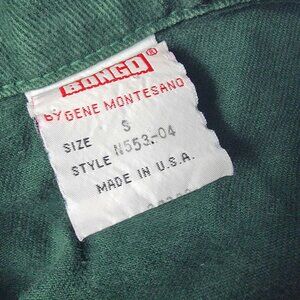 BONGO ®
BY GENE MONTESANO
SIZE S
STYLE N553-04
MADE IN U.S.A.